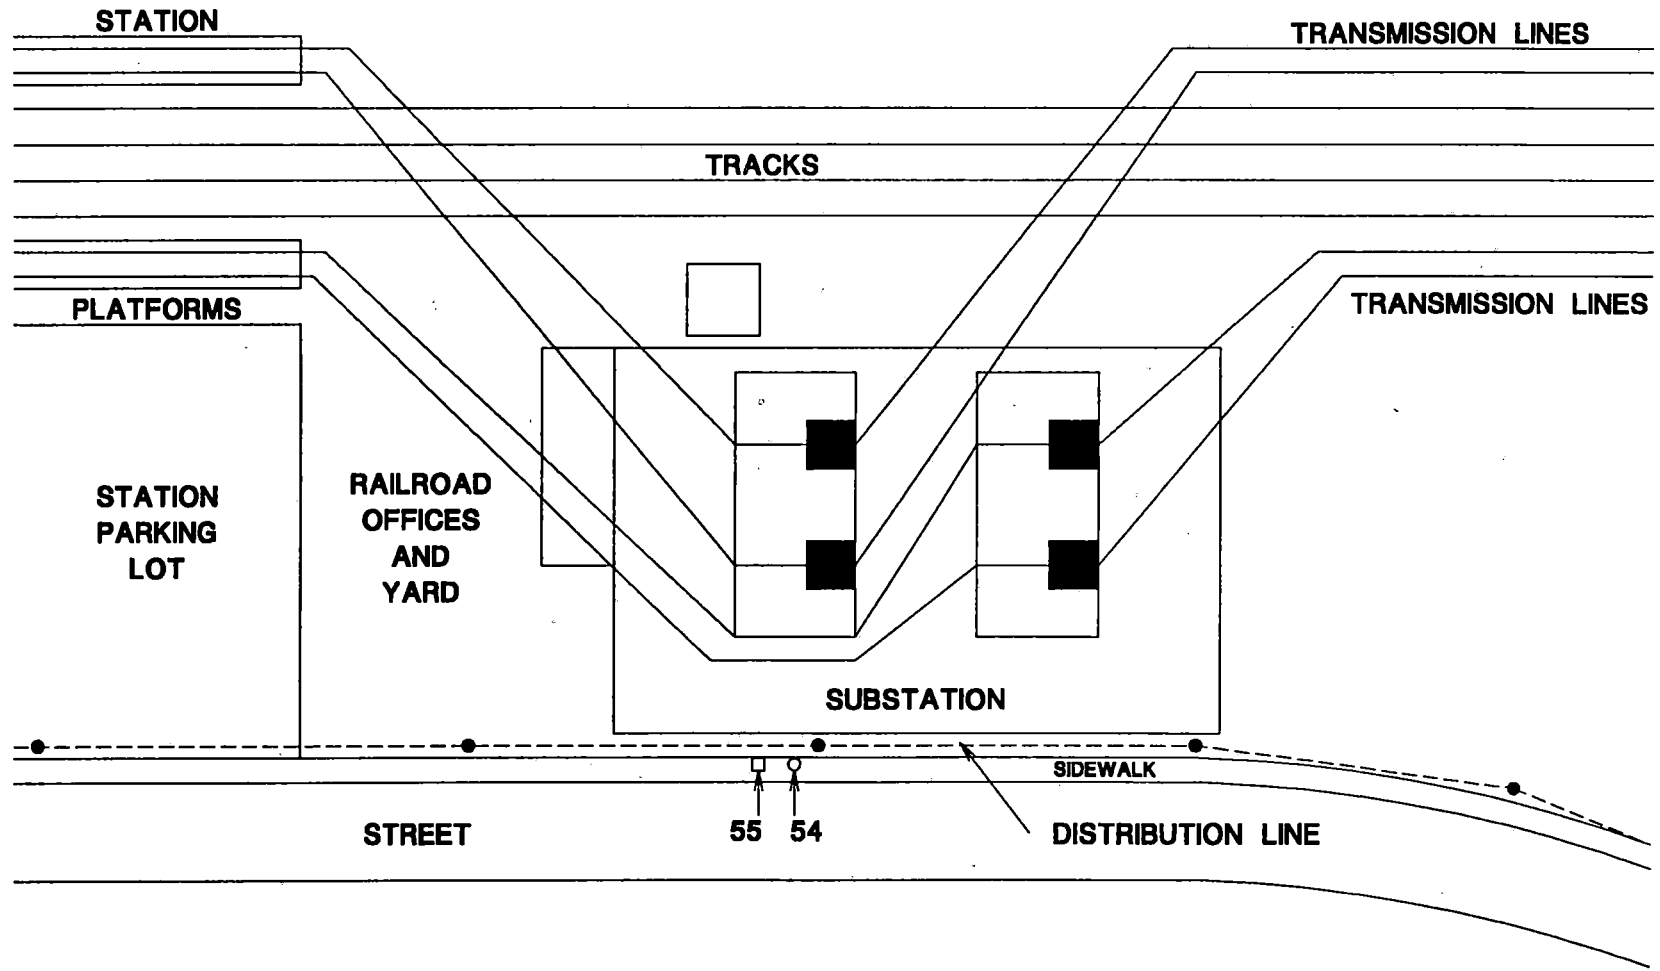 STATION
TRANSMISSION LINES
TRACKS
PLATFORMS
TRANSMISSION LINES
STATION
PARKING
LOT
RAILROAD
OFFICES
AND
YARD
SUBSTATION
SIDEWALK
STREET
55
54
DISTRIBUTION LINE